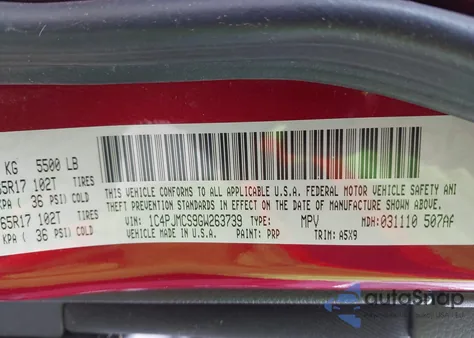 KG 5500 LB
65R17 102T TIRES
KPA ( 36 PSI) COLD
65R17 102T TIRES
KPA ( 36 PSI) COLD
THIS VEHICLE CONFORMS TO ALL APPLICABLE U.S.A. FEDERAL MOTOR VEHICLE SAFETY AND
THEFT PREVENTION STANDARDS IN EFFECT ON THE DATE OF MANUFACTURE SHOWN ABOVE.
VIN: 1C4PJMCS9GW263739 TYPE: MPV MDH: 031110 507AF
VEHICLE MADE IN U.S.A. PAINT: PRP TRIM: A5X9
autoSnap